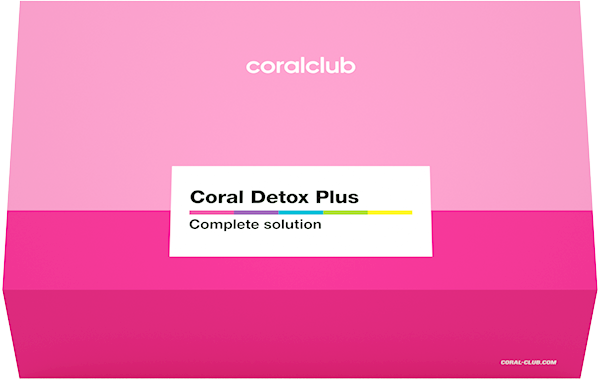 coralclub
Coral Detox Plus
Complete solution
CORAL-CLUB.COM